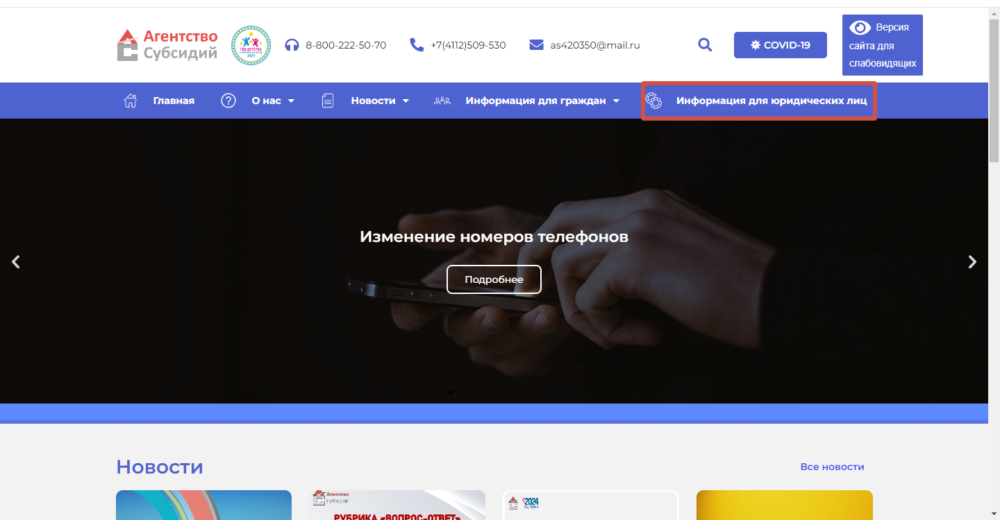 Агентство
Субсидий
ГОД ДЕТСТВА
2024
8-800-222-50-70
+7(4112)509-530
as420350@mail.ru
COVID-19
Версия
сайта для
слабовидящих
Главная
О нас
Новости
Информация для граждан
Информация для юридических лиц
Изменение номеров телефонов
Подробнее
Новости
Все новости
Агентство
Субсидий
РУБРИКА «ВОПРОС-ОТВЕТ»
2024